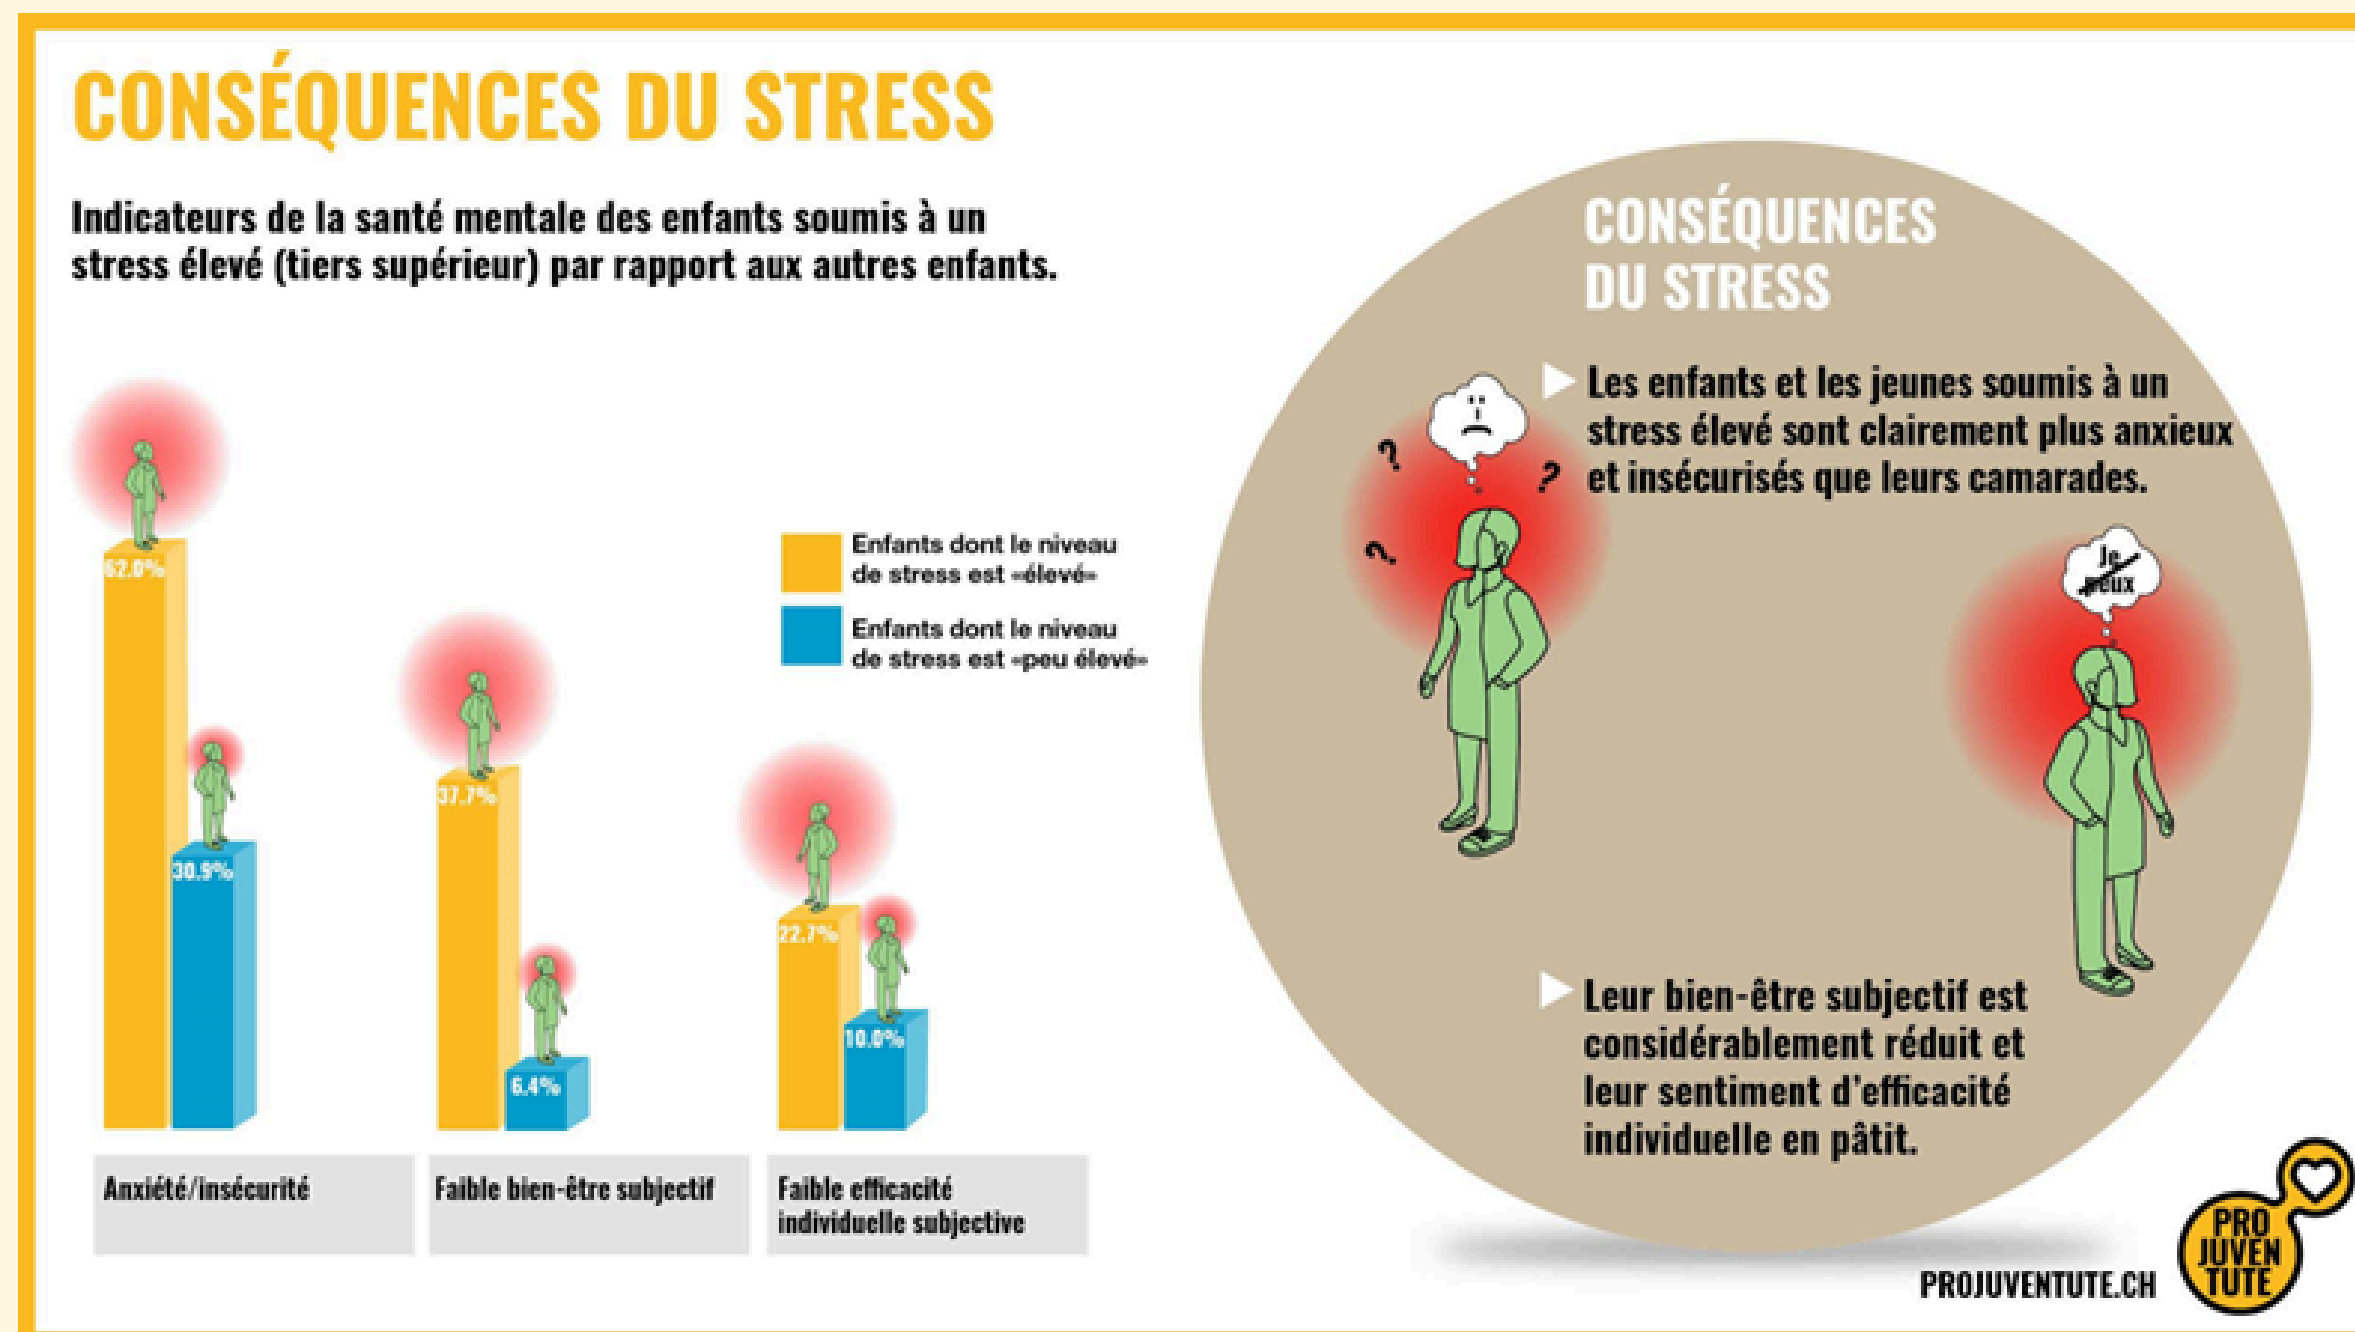 CONSÉQUENCES DU STRESS
Indicateurs de la santé mentale des enfants soumis à un
stress élevé (tiers supérieur) par rapport aux autres enfants.
62.0%
30.9%
37.7%
6.4%
22.7%
10.0%
Enfants dont le niveau
de stress est «élevé»
Enfants dont le niveau
de stress est «peu élevé»
Anxiété/insécurité
Faible bien-être subjectif
Faible efficacité
individuelle subjective
CONSÉQUENCES
DU STRESS
Les enfants et les jeunes soumis à un
stress élevé sont clairement plus anxieux
et insécurisés que leurs camarades.
?
?
?
Je
peux
Leur bien-être subjectif est
considérablement réduit et
leur sentiment d'efficacité
individuelle en pâtit.
PROJUVENTUTE.CH
PRO
JUVEN
TUTE